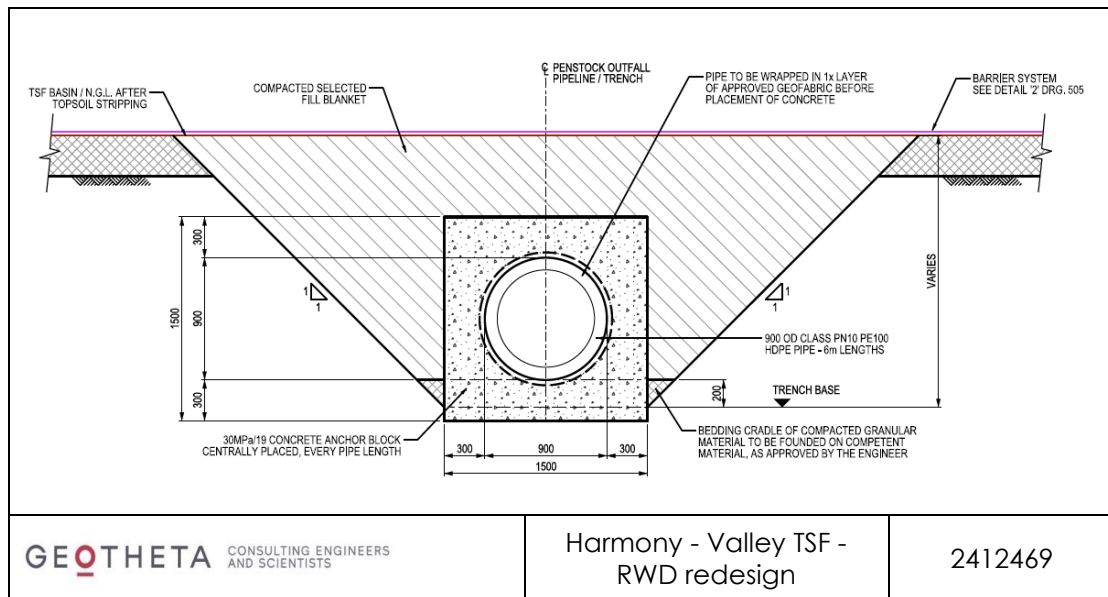 ℄ PENSTOCK OUTFALL
PIPELINE / TRENCH
PIPE TO BE WRAPPED IN 1x LAYER
OF APPROVED GEOFABRIC BEFORE
PLACEMENT OF CONCRETE
BARRIER SYSTEM
SEE DETAIL '2' DRG. 505
TSF BASIN / N.G.L. AFTER
TOPSOIL STRIPPING
COMPACTED SELECTED
FILL BLANKET
1500
300
900
300
1
1
1
1
VARIES
900 OD CLASS PN10 PE100
HDPE PIPE - 6m LENGTHS
200
TRENCH BASE
30MPa/19 CONCRETE ANCHOR BLOCK
CENTRALLY PLACED, EVERY PIPE LENGTH
300
900
300
1500
BEDDING CRADLE OF COMPACTED GRANULAR
MATERIAL TO BE FOUNDED ON COMPETENT
MATERIAL, AS APPROVED BY THE ENGINEER
GEOTHETA
CONSULTING ENGINEERS
AND SCIENTISTS
Harmony - Valley TSF -
RWD redesign
2412469